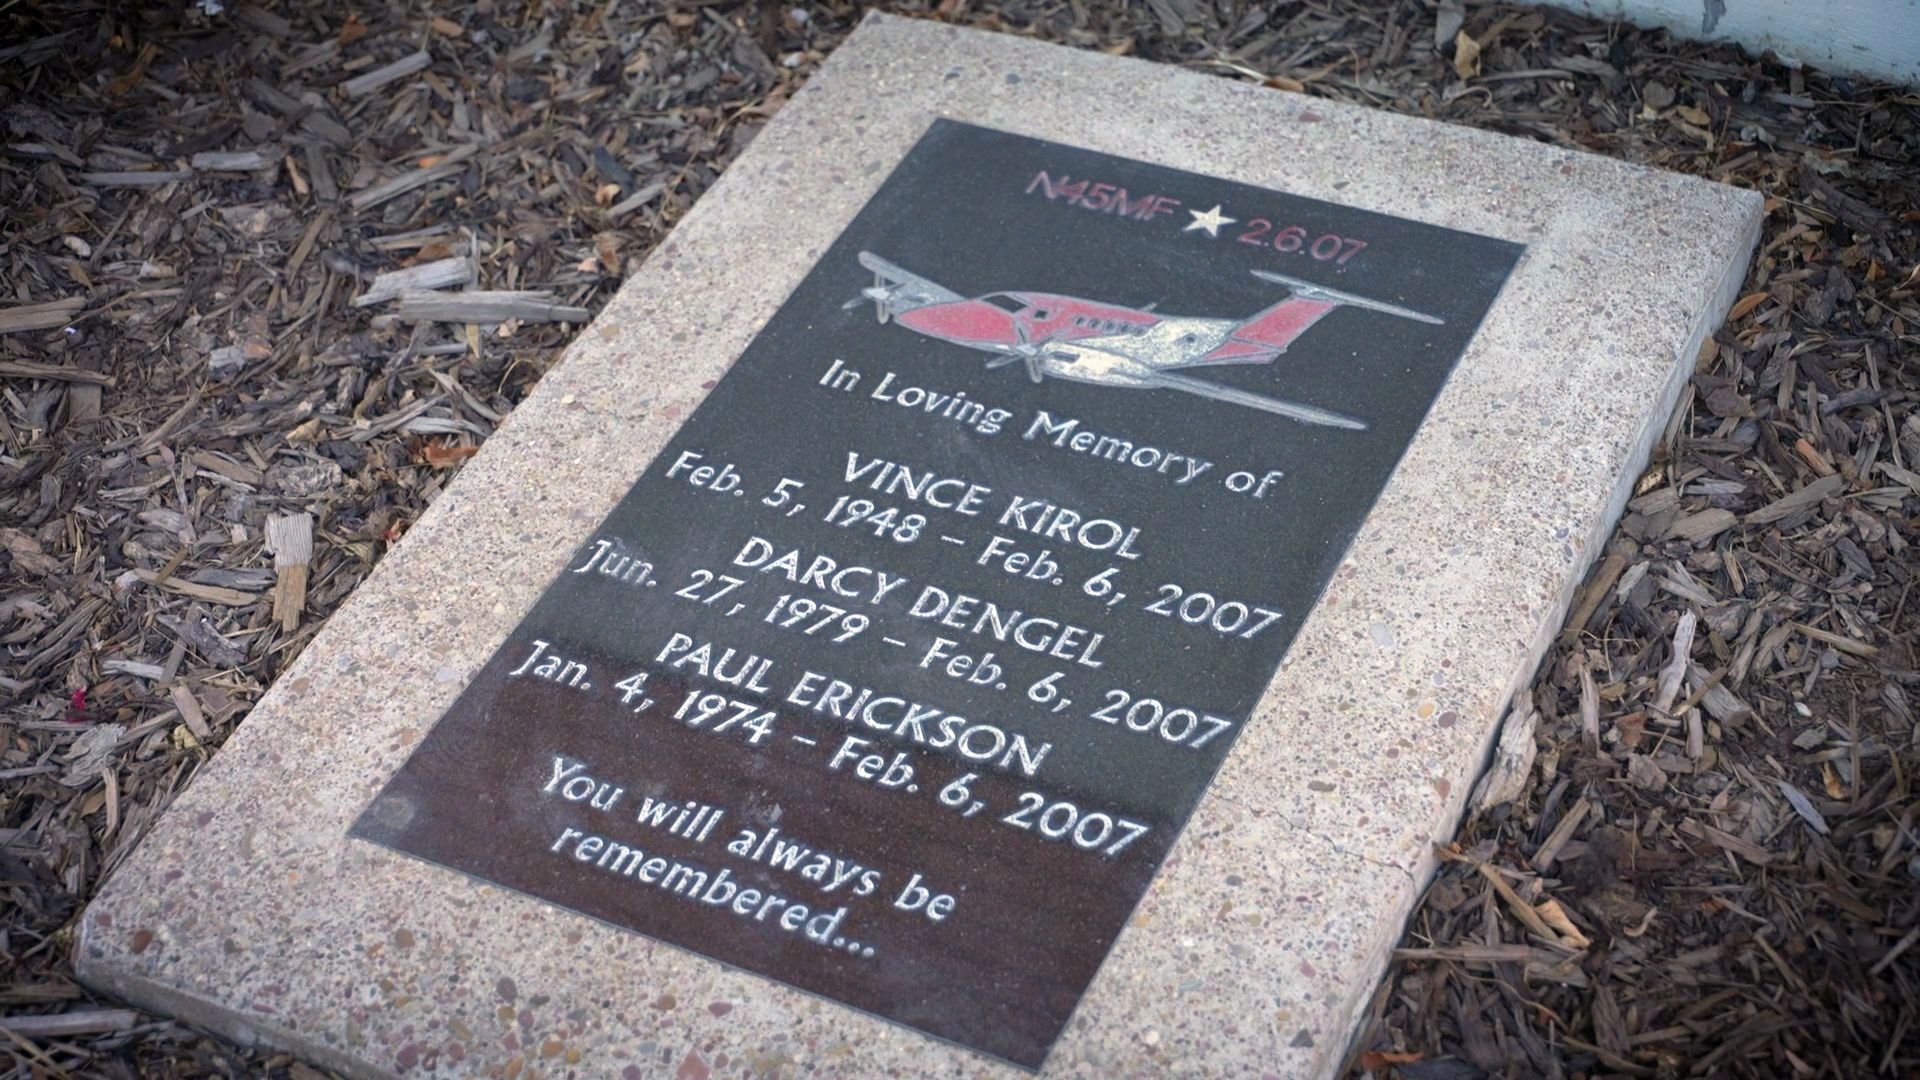 N45MF ★ 2.6.07
In Loving Memory of
VINCE KIROL
Feb. 5, 1948 – Feb. 6, 2007
DARCY DENGEL
Jun. 27, 1979 – Feb. 6, 2007
PAUL ERICKSON
Jan. 4, 1974 – Feb. 6, 2007
You will always be
remembered...